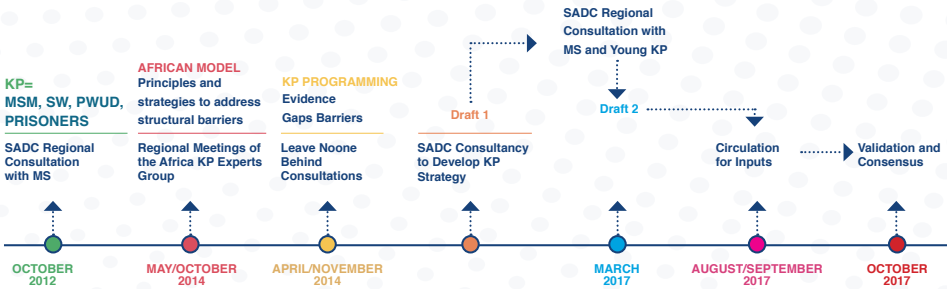 KP=
MSM, SW, PWUD,
PRISONERS
SADC Regional
Consultation
with MS
OCTOBER
2012
AFRICAN MODEL
Principles and
strategies to address
structural barriers
Regional Meetings of
the Africa KP Experts
Group
MAY/OCTOBER
2014
KP PROGRAMMING
Evidence
Gaps Barriers
Leave Noone
Behind
Consultations
APRIL/NOVEMBER
2014
Draft 1
SADC Consultancy
to Develop KP
Strategy
SADC Regional
Consultation with
MS and Young KP
Draft 2
MARCH
2017
Circulation
for Inputs
AUGUST/SEPTEMBER
2017
Validation and
Consensus
OCTOBER
2017